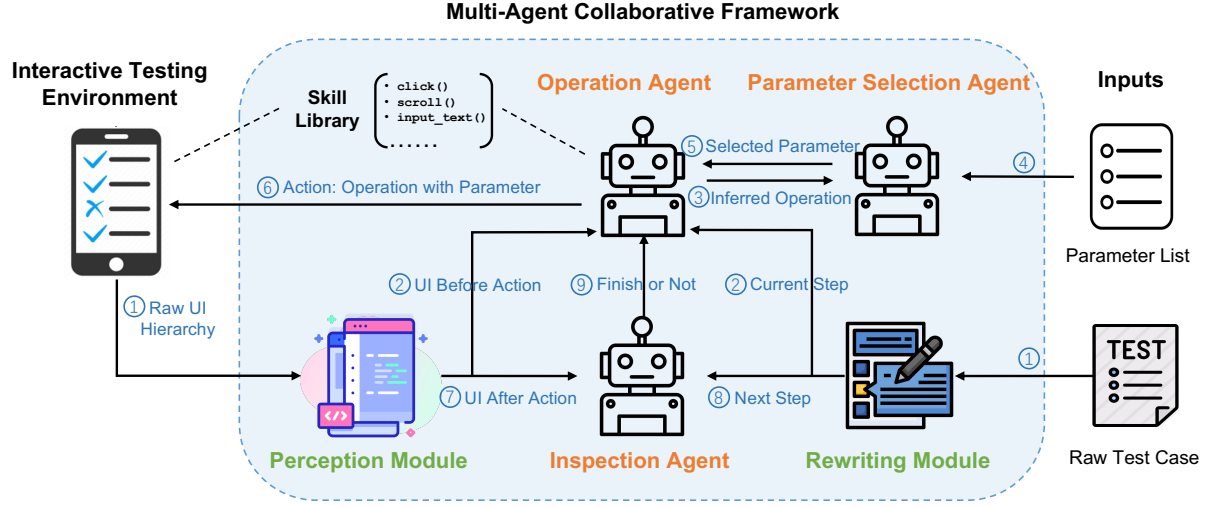 Multi-Agent Collaborative Framework
Interactive Testing
Environment
Skill
Library
• click()
• scroll()
• input_text()
......
Operation Agent
Parameter Selection Agent
Inputs
⑤ Selected Parameter
③ Inferred Operation
④
⑥ Action: Operation with Parameter
Parameter List
① Raw UI
Hierarchy
② UI Before Action
⑨ Finish or Not
② Current Step
①
TEST
</>
⑦ UI After Action
⑧ Next Step
Perception Module
Inspection Agent
Rewriting Module
Raw Test Case